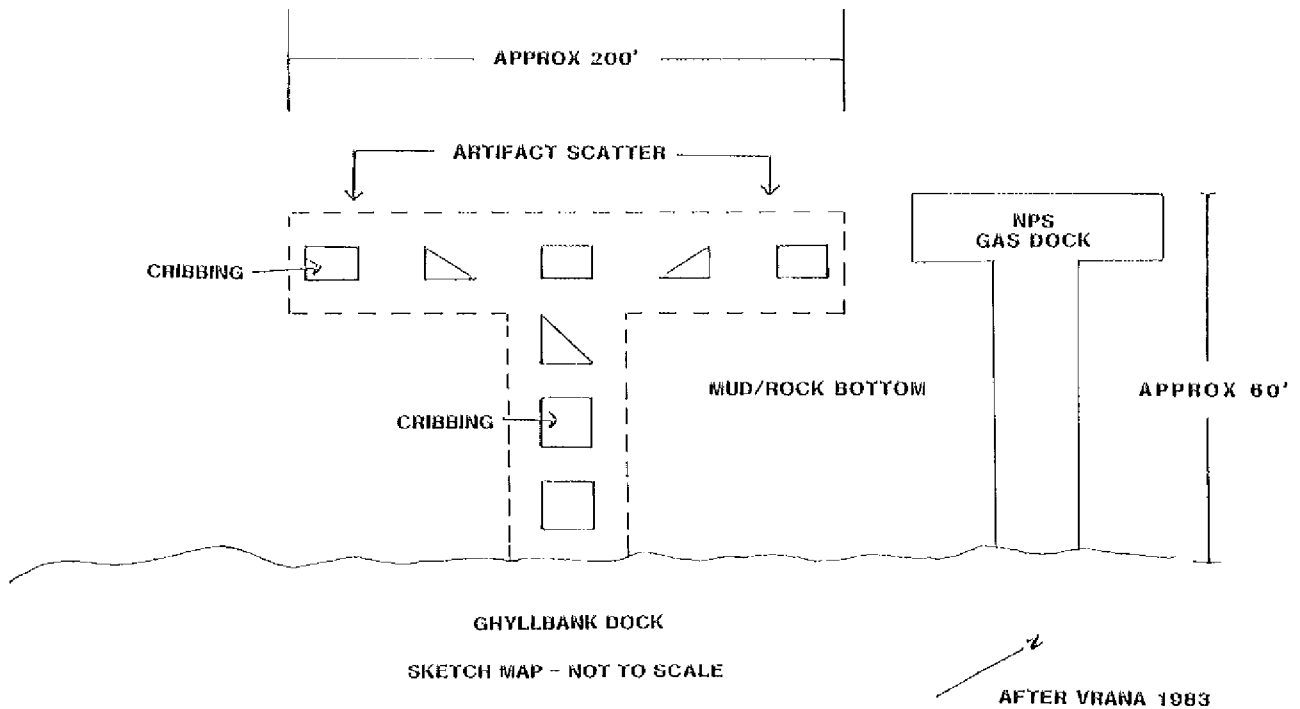 APPROX 200'
ARTIFACT SCATTER
NPS
GAS DOCK
CRIBBING
MUD/ROCK BOTTOM
APPROX 60'
CRIBBING
GHYLLBANK DOCK
SKETCH MAP - NOT TO SCALE
AFTER VRANA 1983